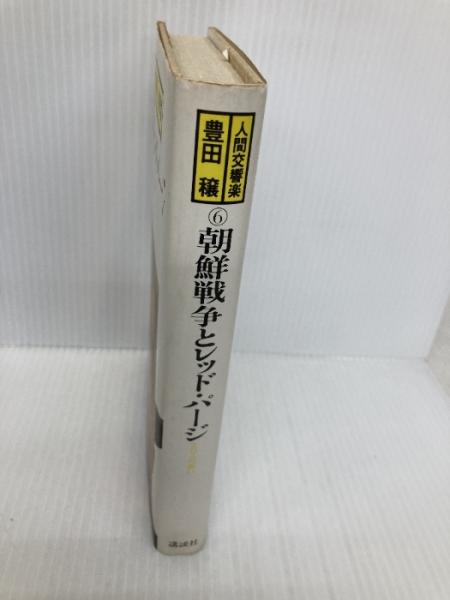 人間交響楽
豊田 穣
⑥朝鮮戦争とレッド・パージ
講談社